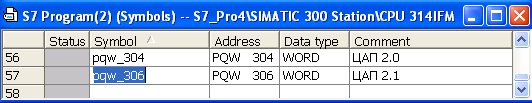 S7 Program(2) (Symbols) -- S7_Pro4\SIMATIC 300 Station\CPU 314IFM
Status Symbol Address Data type Comment
56 pqw_304 PQW 304 WORD ЦАП 2.0
57 pqw_306 PQW 306 WORD ЦАП 2.1
58